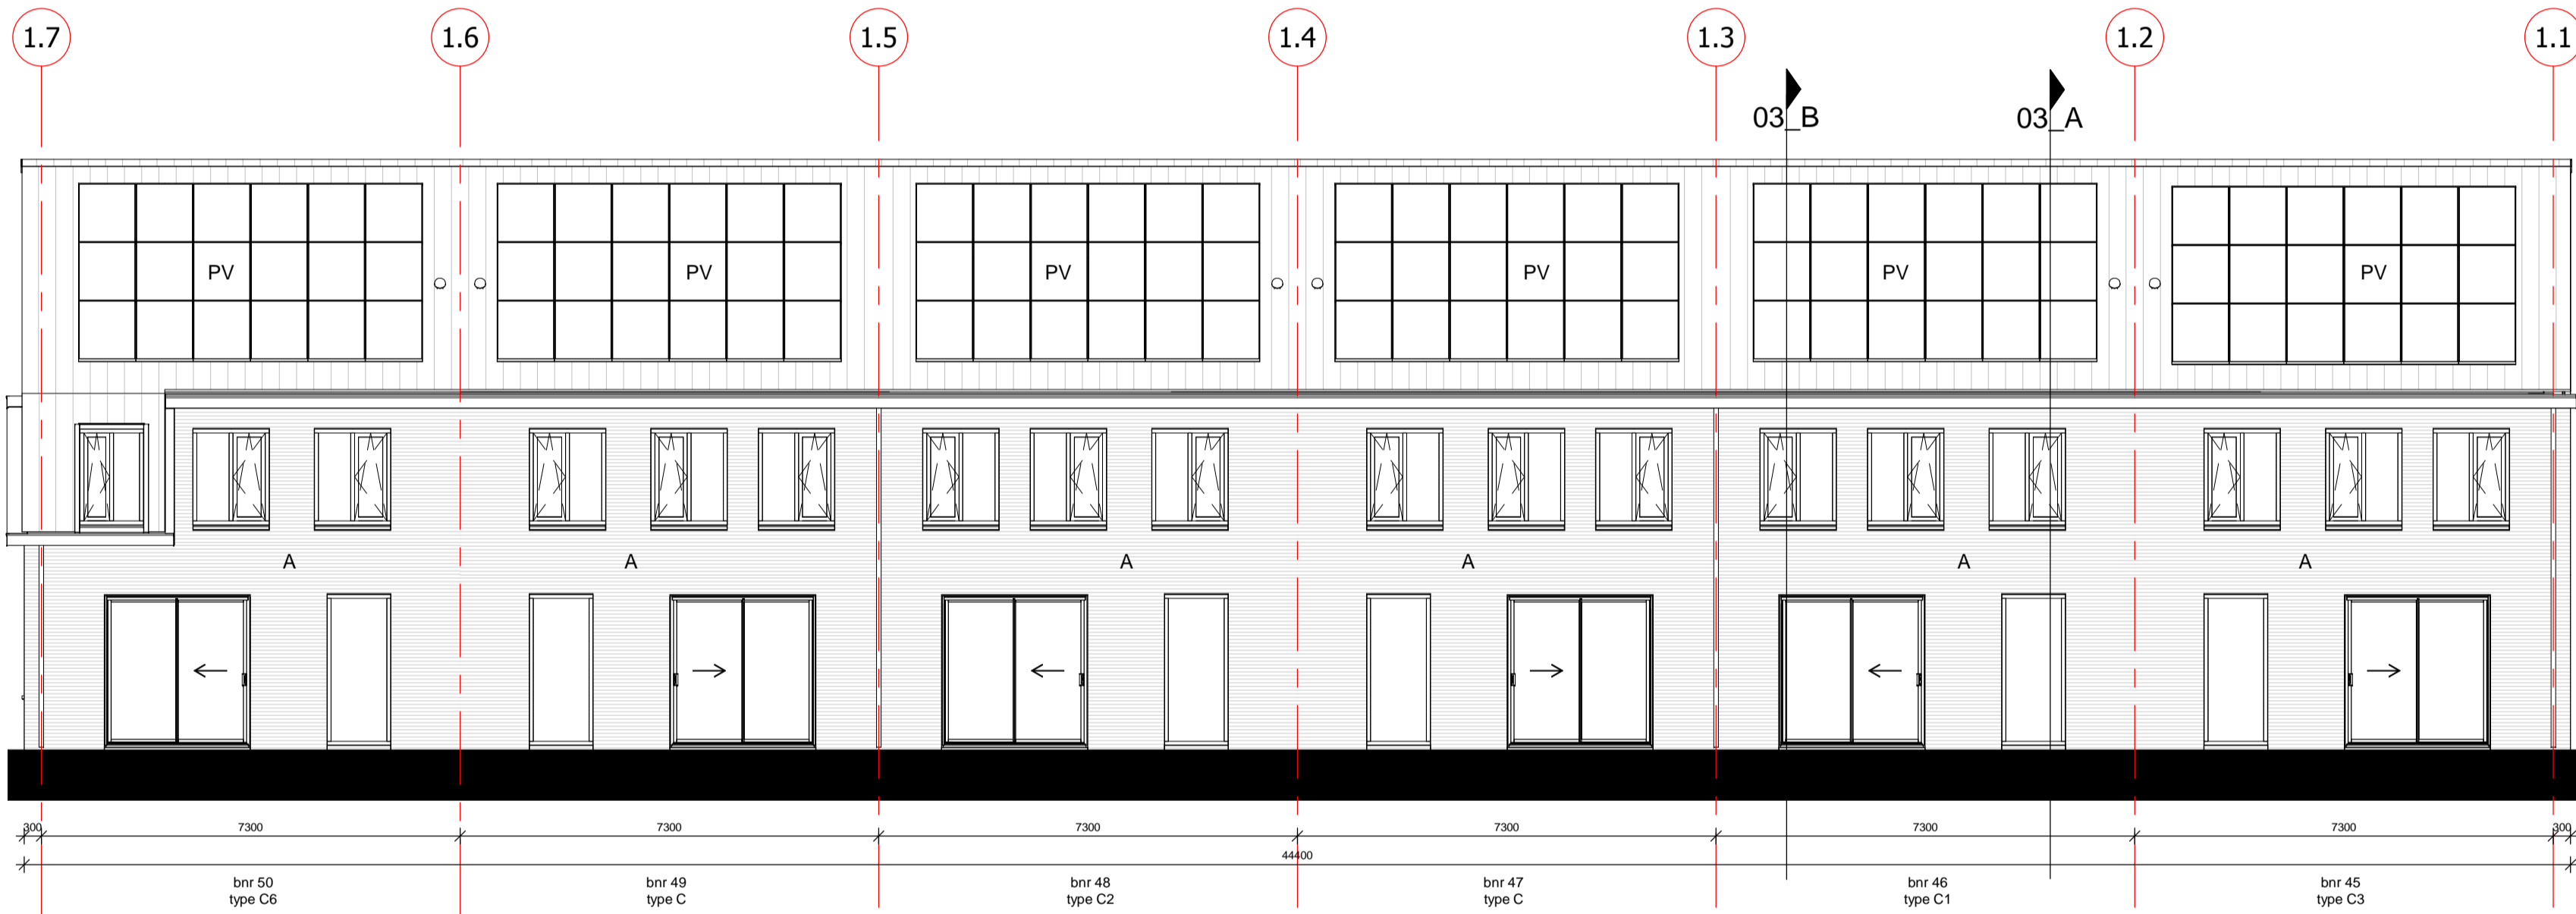 1.7 1.6 1.5 1.4 1.3 1.2 1.1
03_B 03_A
PV PV PV PV PV PV
A A A A A A
300 7300 7300 7300 7300 7300 7300 300
44400
bnr 50 bnr 49 bnr 48 bnr 47 bnr 46 bnr 45
type C6 type C type C2 type C type C1 type C3